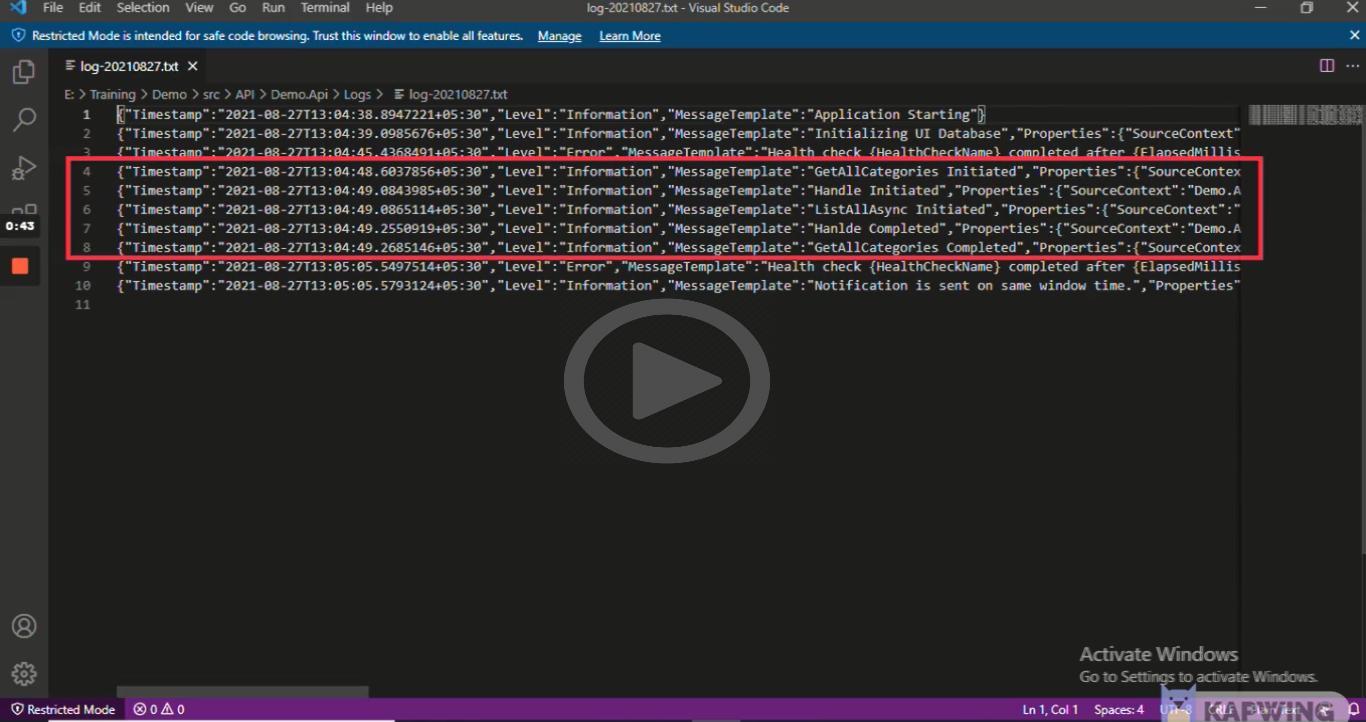 File Edit Selection View Go Run Terminal Help log-20210827.txt - Visual Studio Code
Restricted Mode is intended for safe code browsing. Trust this window to enable all features. Manage Learn More
log-20210827.txt
E: > Training > Demo > src > API > Demo.Api > Logs > log-20210827.txt
1 {"Timestamp":"2021-08-27T13:04:38.8947221+05:30","Level":"Information","MessageTemplate":"Application Starting"}
2 {"Timestamp":"2021-08-27T13:04:39.0985676+05:30","Level":"Information","MessageTemplate":"Initializing UI Database","Properties":{"SourceContext"
3 {"Timestamp":"2021-08-27T13:04:45.4368491+05:30","Level":"Error","MessageTemplate":"Health check {HealthCheckName} completed after {ElapsedMillis
4 {"Timestamp":"2021-08-27T13:04:48.6037856+05:30","Level":"Information","MessageTemplate":"GetAllCategories Initiated","Properties":{"SourceContex
5 {"Timestamp":"2021-08-27T13:04:49.0843985+05:30","Level":"Information","MessageTemplate":"Handle Initiated","Properties":{"SourceContext":"Demo.A
6 {"Timestamp":"2021-08-27T13:04:49.0865114+05:30","Level":"Information","MessageTemplate":"ListAllAsync Initiated","Properties":{"SourceContext":"
0:43
7 {"Timestamp":"2021-08-27T13:04:49.2550919+05:30","Level":"Information","MessageTemplate":"Hanlde Completed","Properties":{"SourceContext":"Demo.A
8 {"Timestamp":"2021-08-27T13:04:49.2685146+05:30","Level":"Information","MessageTemplate":"GetAllCategories Completed","Properties":{"SourceContex
9 {"Timestamp":"2021-08-27T13:05:05.5497514+05:30","Level":"Error","MessageTemplate":"Health check {HealthCheckName} completed after {ElapsedMillis
10 {"Timestamp":"2021-08-27T13:05:05.5793124+05:30","Level":"Information","MessageTemplate":"Notification is sent on same window time.","Properties"
11
Activate Windows
Go to Settings to activate Windows.
Restricted Mode 0 0 Ln 1, Col 1 Spaces: 4 UTF-8 CRLF Plain Text
KAPWING